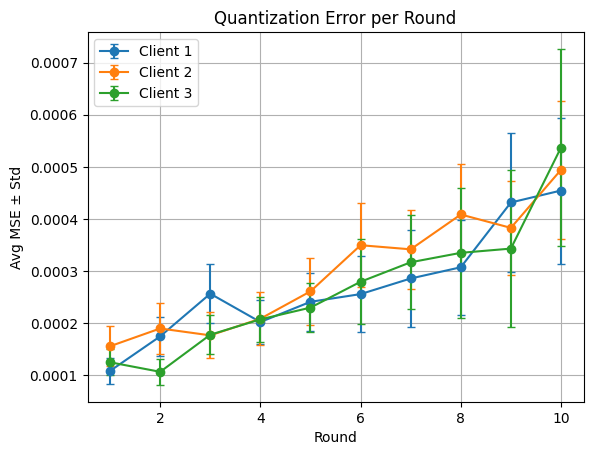 Quantization Error per Round
Client 1
Client 2
Client 3
0.0007
0.0006
0.0005
0.0004
0.0003
0.0002
0.0001
Avg MSE ± Std
2 4 6 8 10
Round